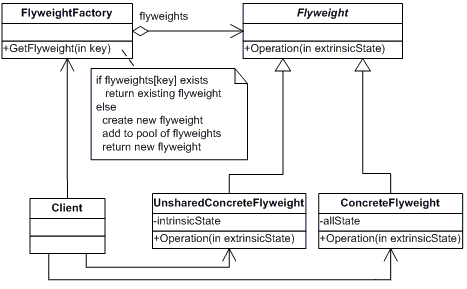 FlyweightFactory
flyweights
Flyweight
+GetFlyweight(in key)
+Operation(in extrinsicState)
if flyweights[key] exists
return existing flyweight
else
create new flyweight
add to pool of flyweights
return new flyweight
Client
UnsharedConcreteFlyweight
-intrinsicState
+Operation(in extrinsicState)
ConcreteFlyweight
-allState
+Operation(in extrinsicState)